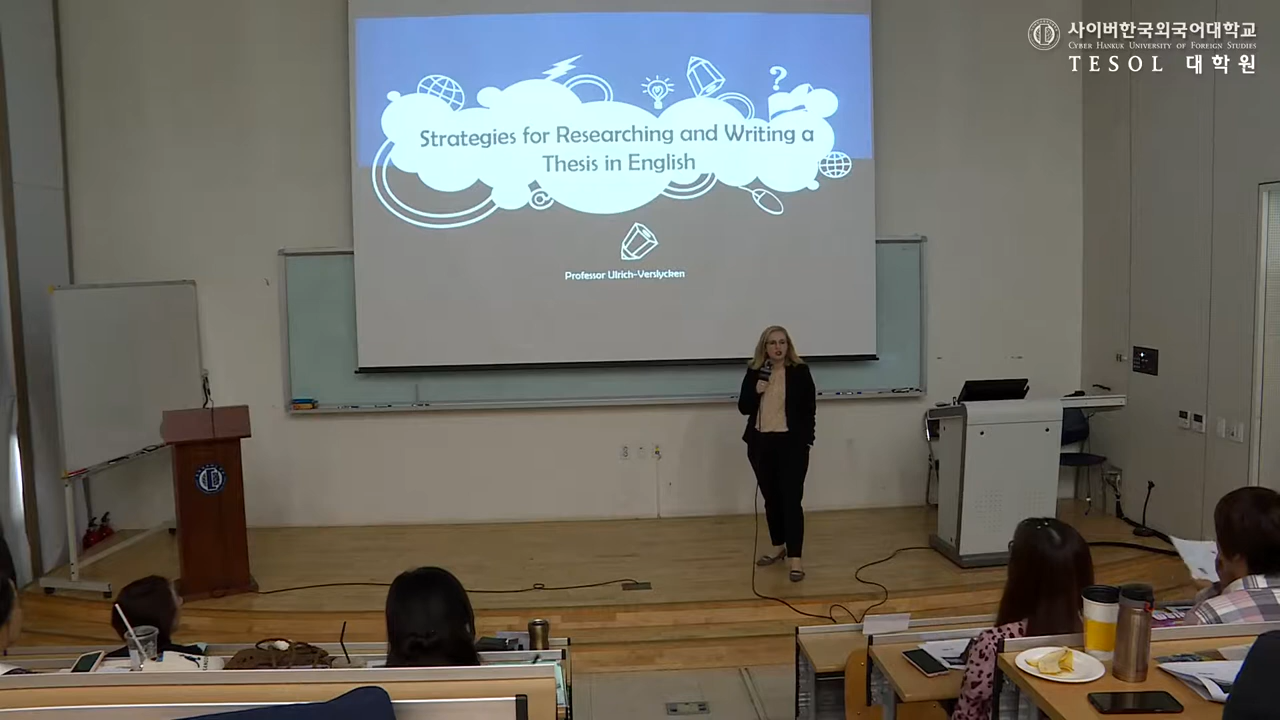 사이버한국외국어대학교
CYBER HANKUK UNIVERSITY OF FOREIGN STUDIES
TESOL 대학원
Strategies for Researching and Writing a
Thesis in English
Professor Ulrich-Verslycken